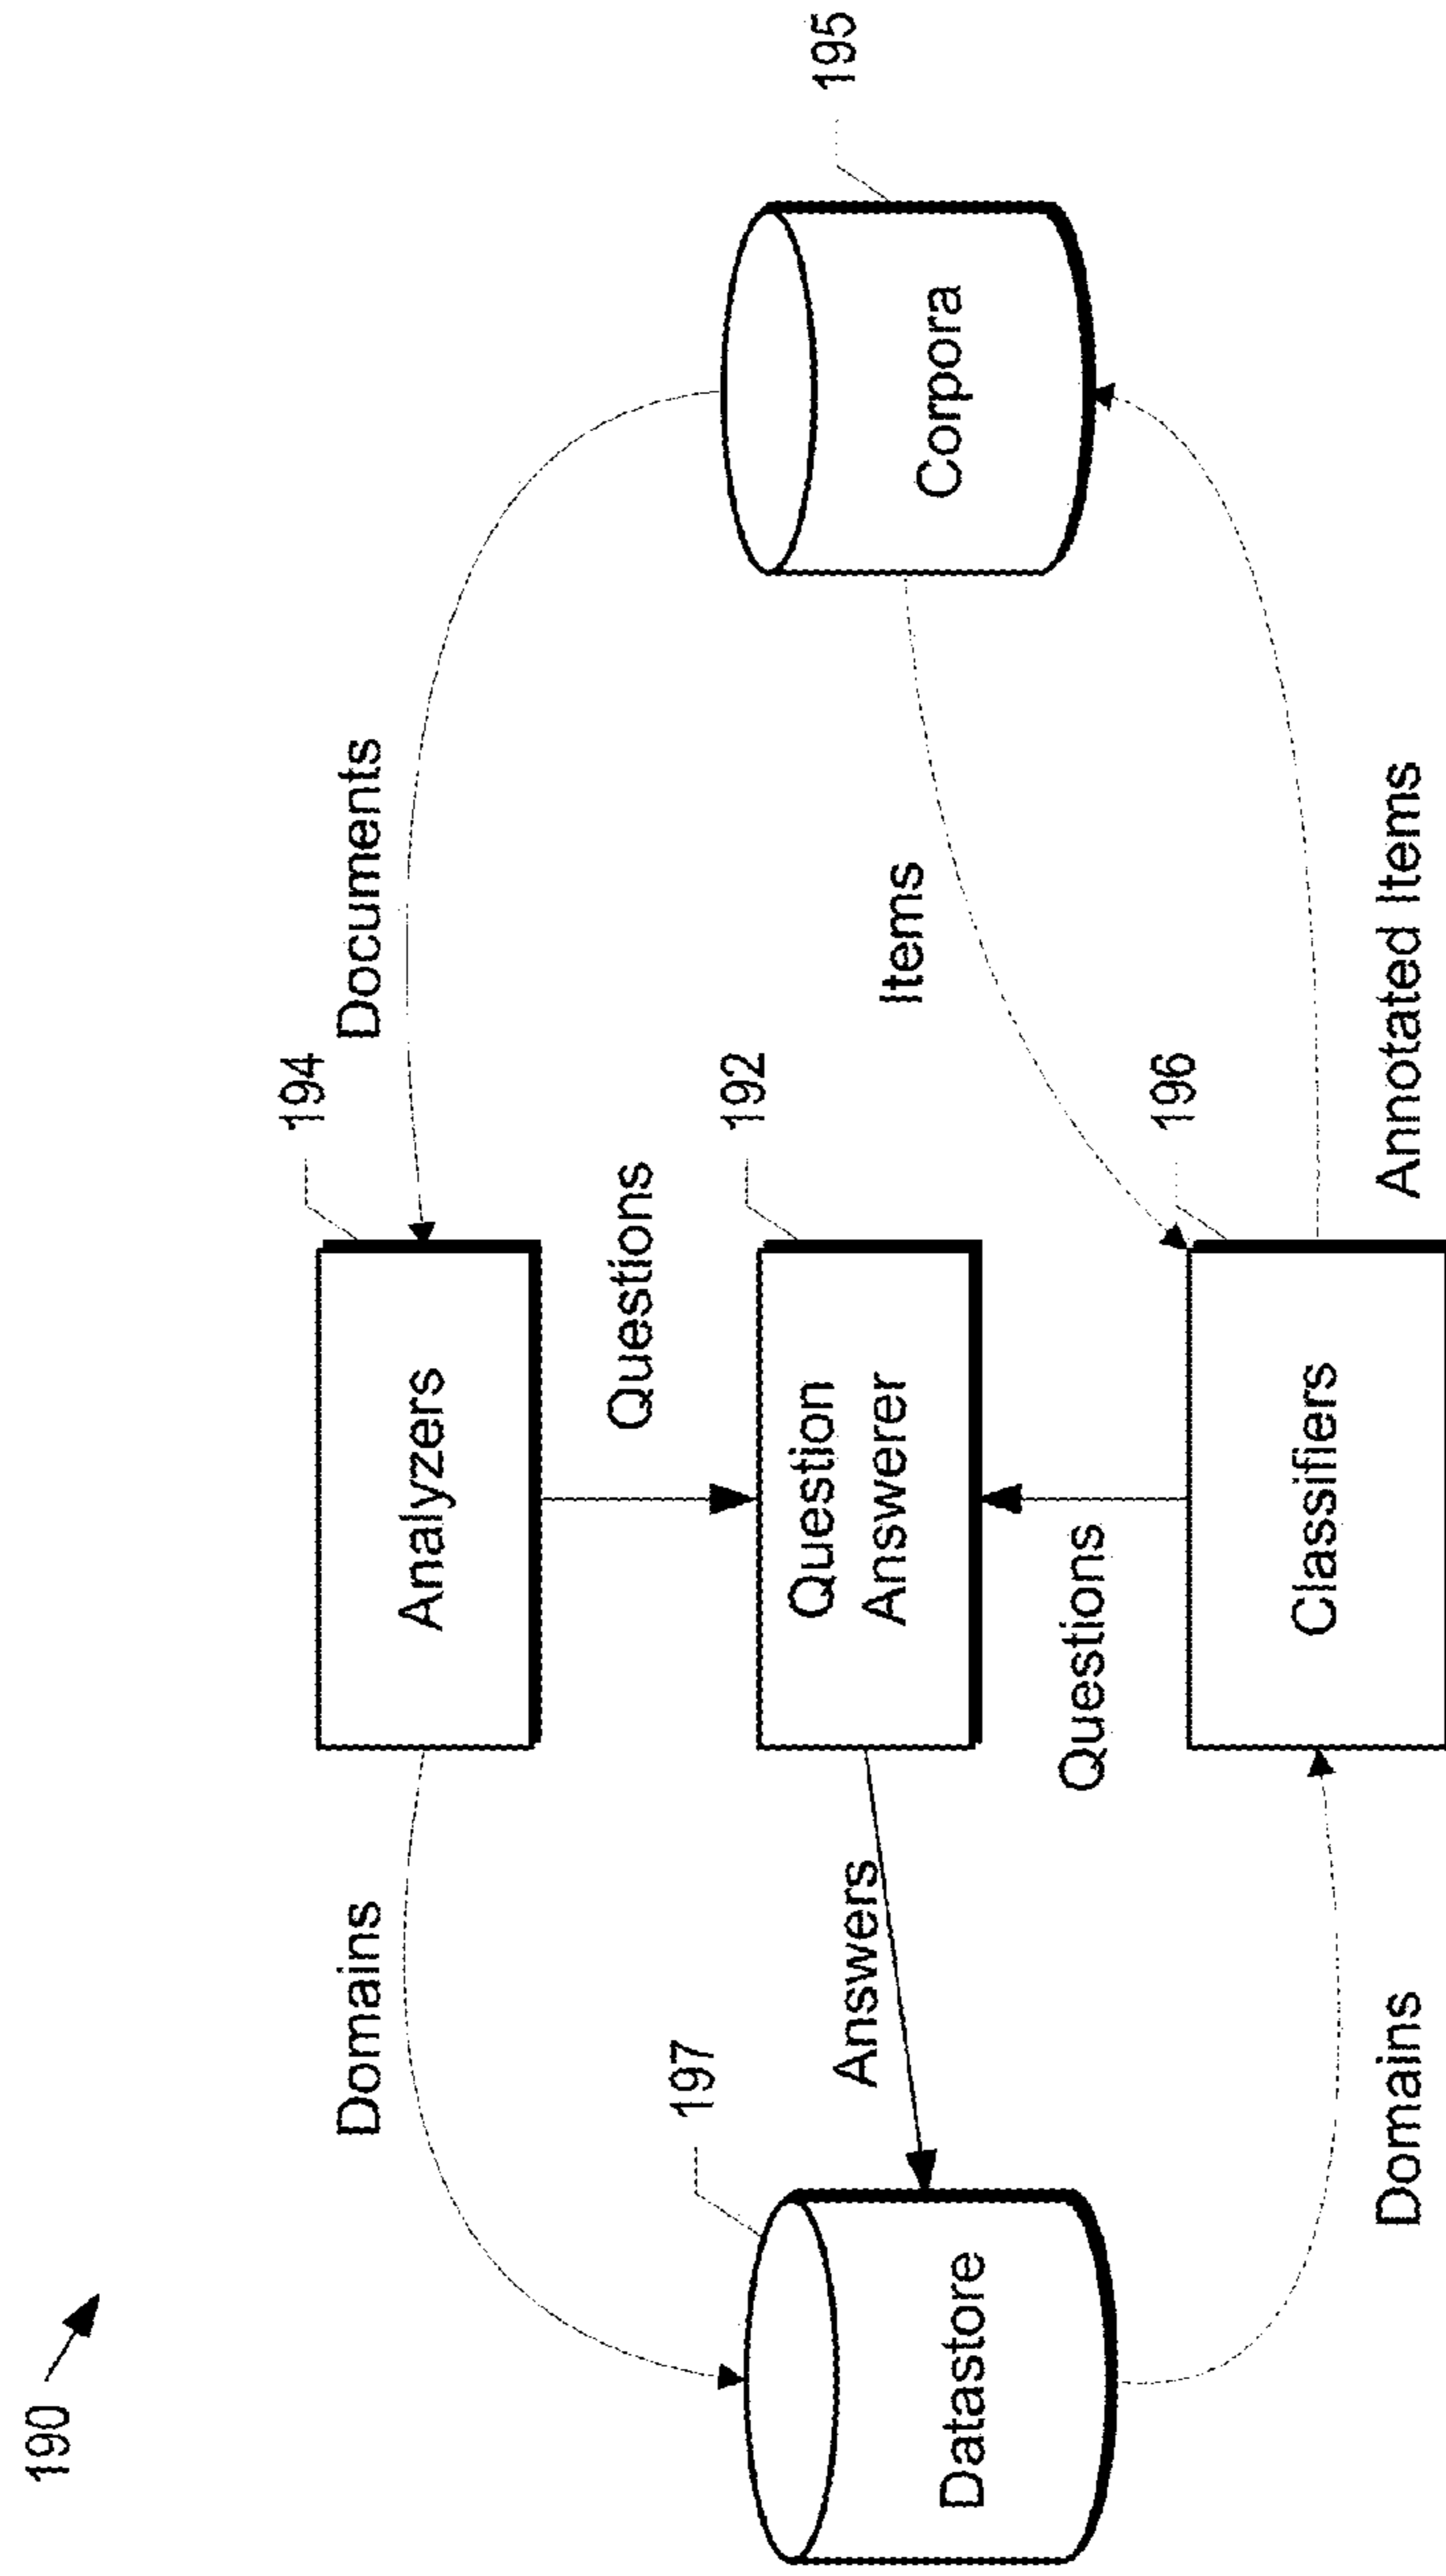 190
Domains
194
Documents
Analyzers
Questions
197
192
195
Answers
Question
Answerer
Items
Datastore
Corpora
Questions
196
Classifiers
Domains
Annotated Items